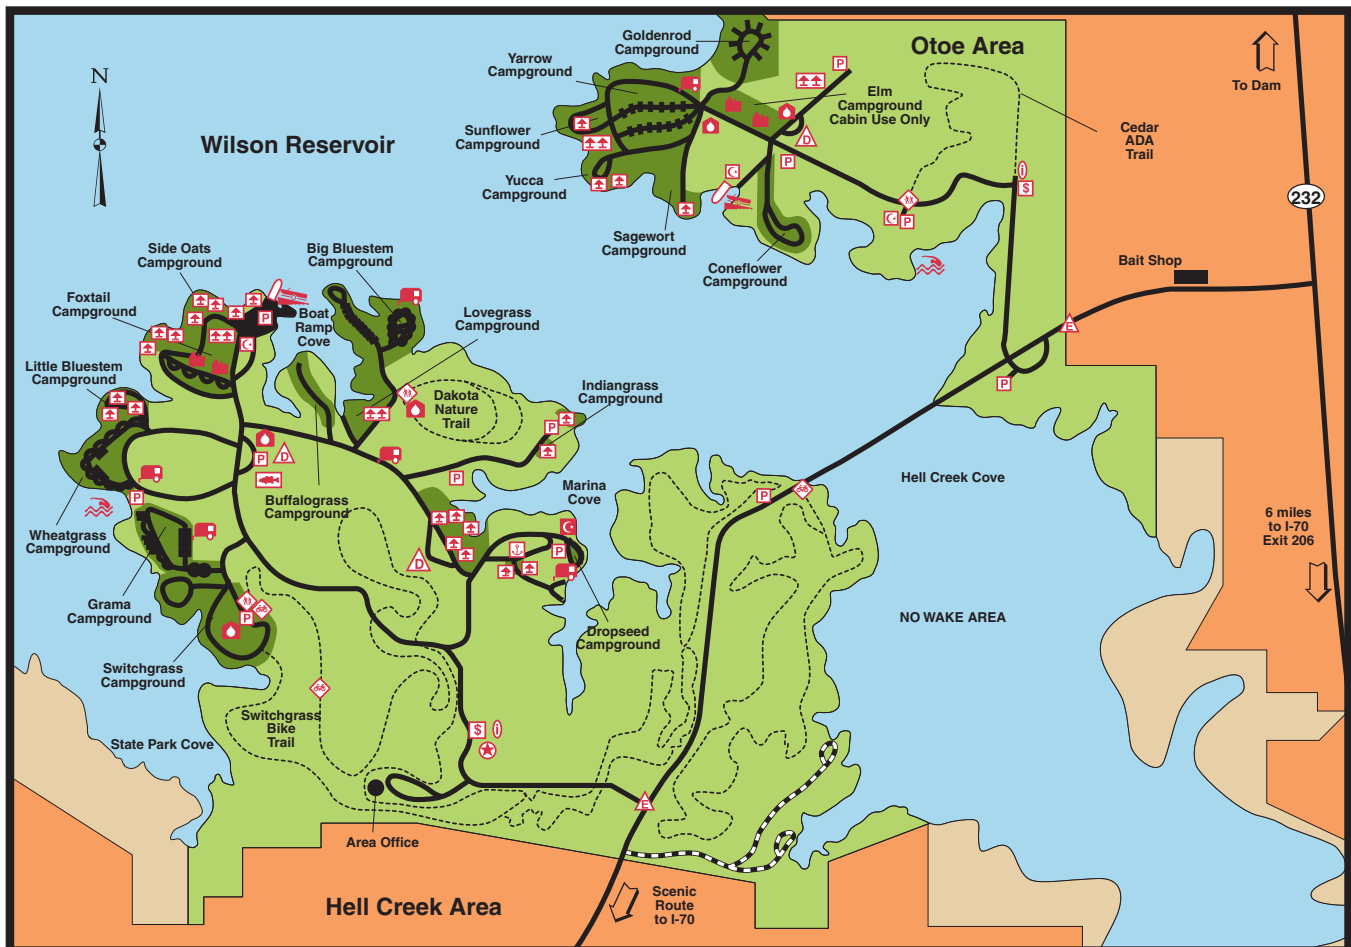 Goldenrod
Campground
Otoe Area
Yarrow
Campground
P
To Dam
Elm
Campground
Cabin Use Only
N
Wilson Reservoir
Sunflower
Campground
D
Cedar
ADA
Trail
P
Yucca
Campground
i
$
232
P
Sagewort
Campground
Side Oats
Campground
Big Bluestem
Campground
Coneflower
Campground
Bait Shop
Foxtail
Campground
P
Boat
Ramp
Cove
Lovegrass
Campground
E
Little Bluestem
Campground
Indiangrass
Campground
P
Dakota
Nature
Trail
P
P
D
P
Hell Creek Cove
Marina
Cove
P
P
Buffalograss
Campground
6 miles
to I-70
Exit 206
Wheatgrass
Campground
P
D
Grama
Campground
P
NO WAKE AREA
Dropseed
Campground
Switchgrass
Campground
Switchgrass
Bike
Trail
$
i
State Park Cove
E
Area Office
Hell Creek Area
Scenic
Route
to I-70